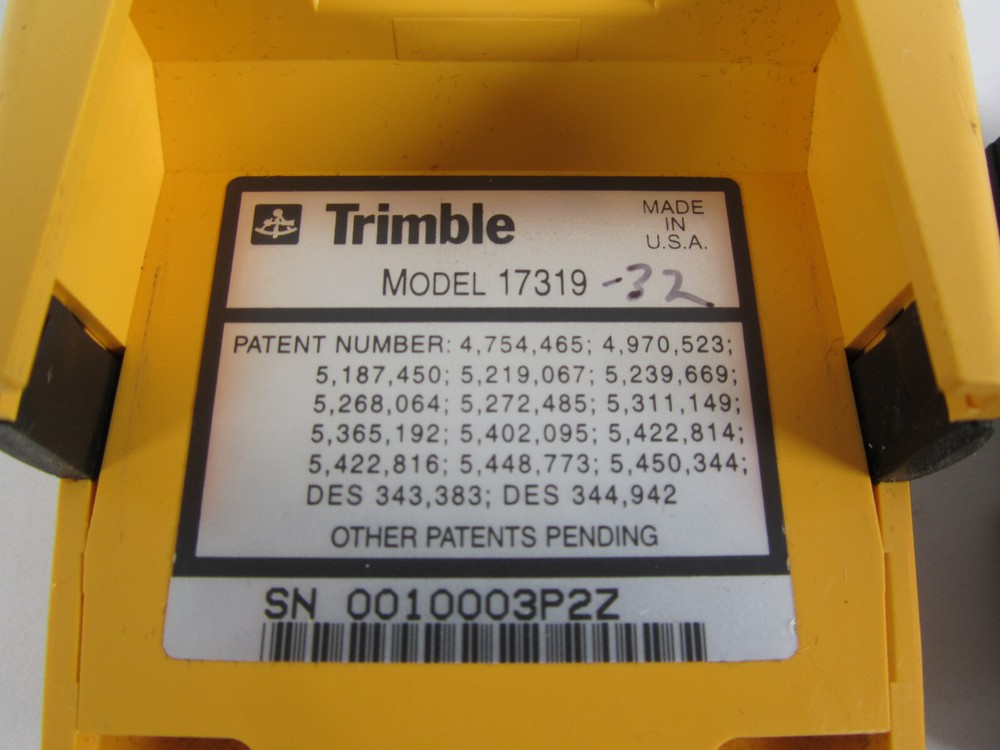 Trimble
MADE
IN
U.S.A.
MODEL 17319 -32
PATENT NUMBER: 4,754,465; 4,970,523;
5,187,450; 5,219,067; 5,239,669;
5,268,064; 5,272,485; 5,311,149;
5,365,192; 5,402,095; 5,422,814;
5,422,816; 5,448,773; 5,450,344;
DES 343,383; DES 344,942
OTHER PATENTS PENDING
SN 0010003P2Z